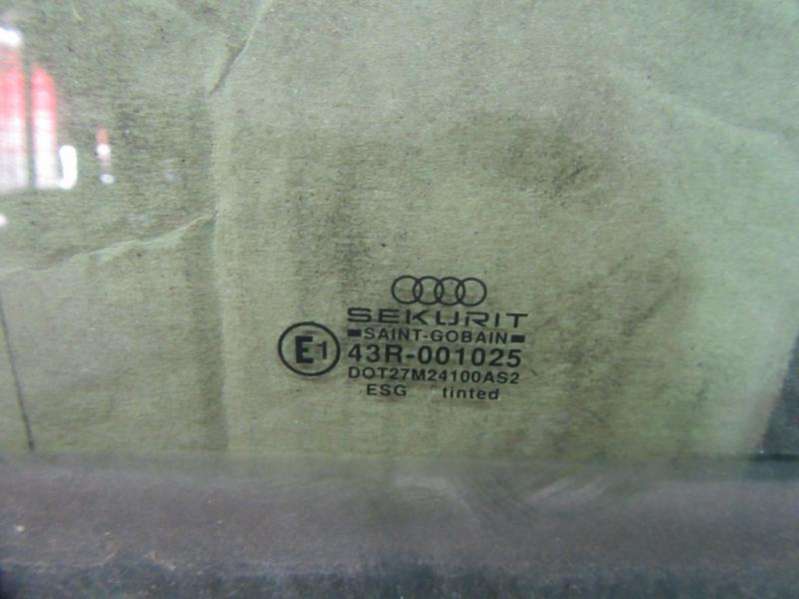 SEKURIT
SAINT-GOBAIN
E1 43R-001025
DOT27M24100AS2
ESG tinted